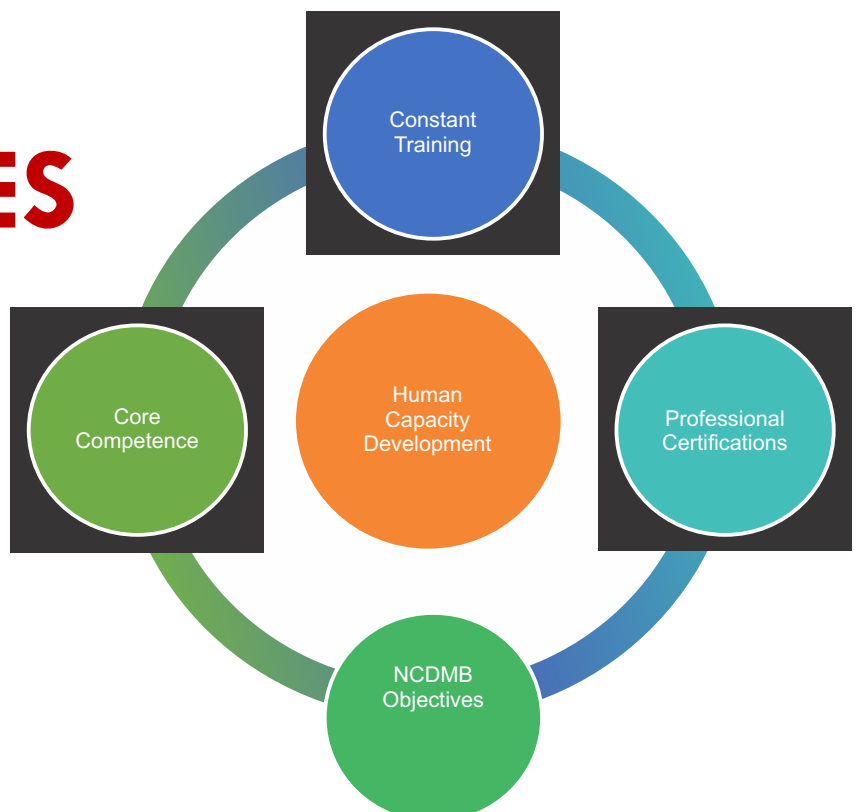 ES
Constant
Training
Core
Competence
Human
Capacity
Development
Professional
Certifications
NCDMB
Objectives